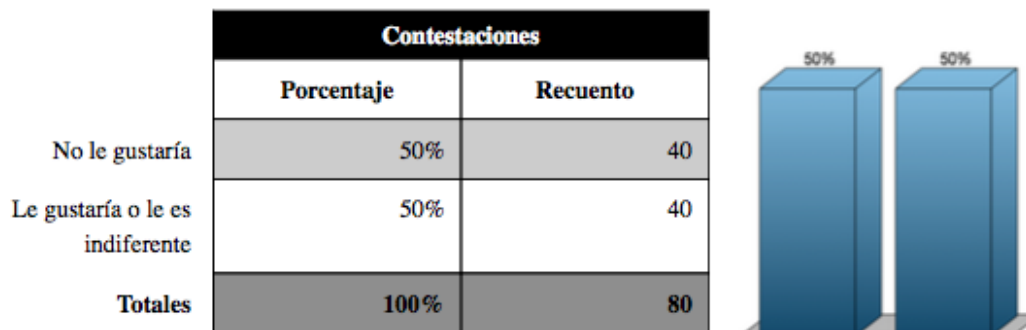 Contestaciones
Porcentaje Recuento
No le gustaría 50% 40
Le gustaría o le es 50% 40
indiferente
Totales 100% 80
50% 50%